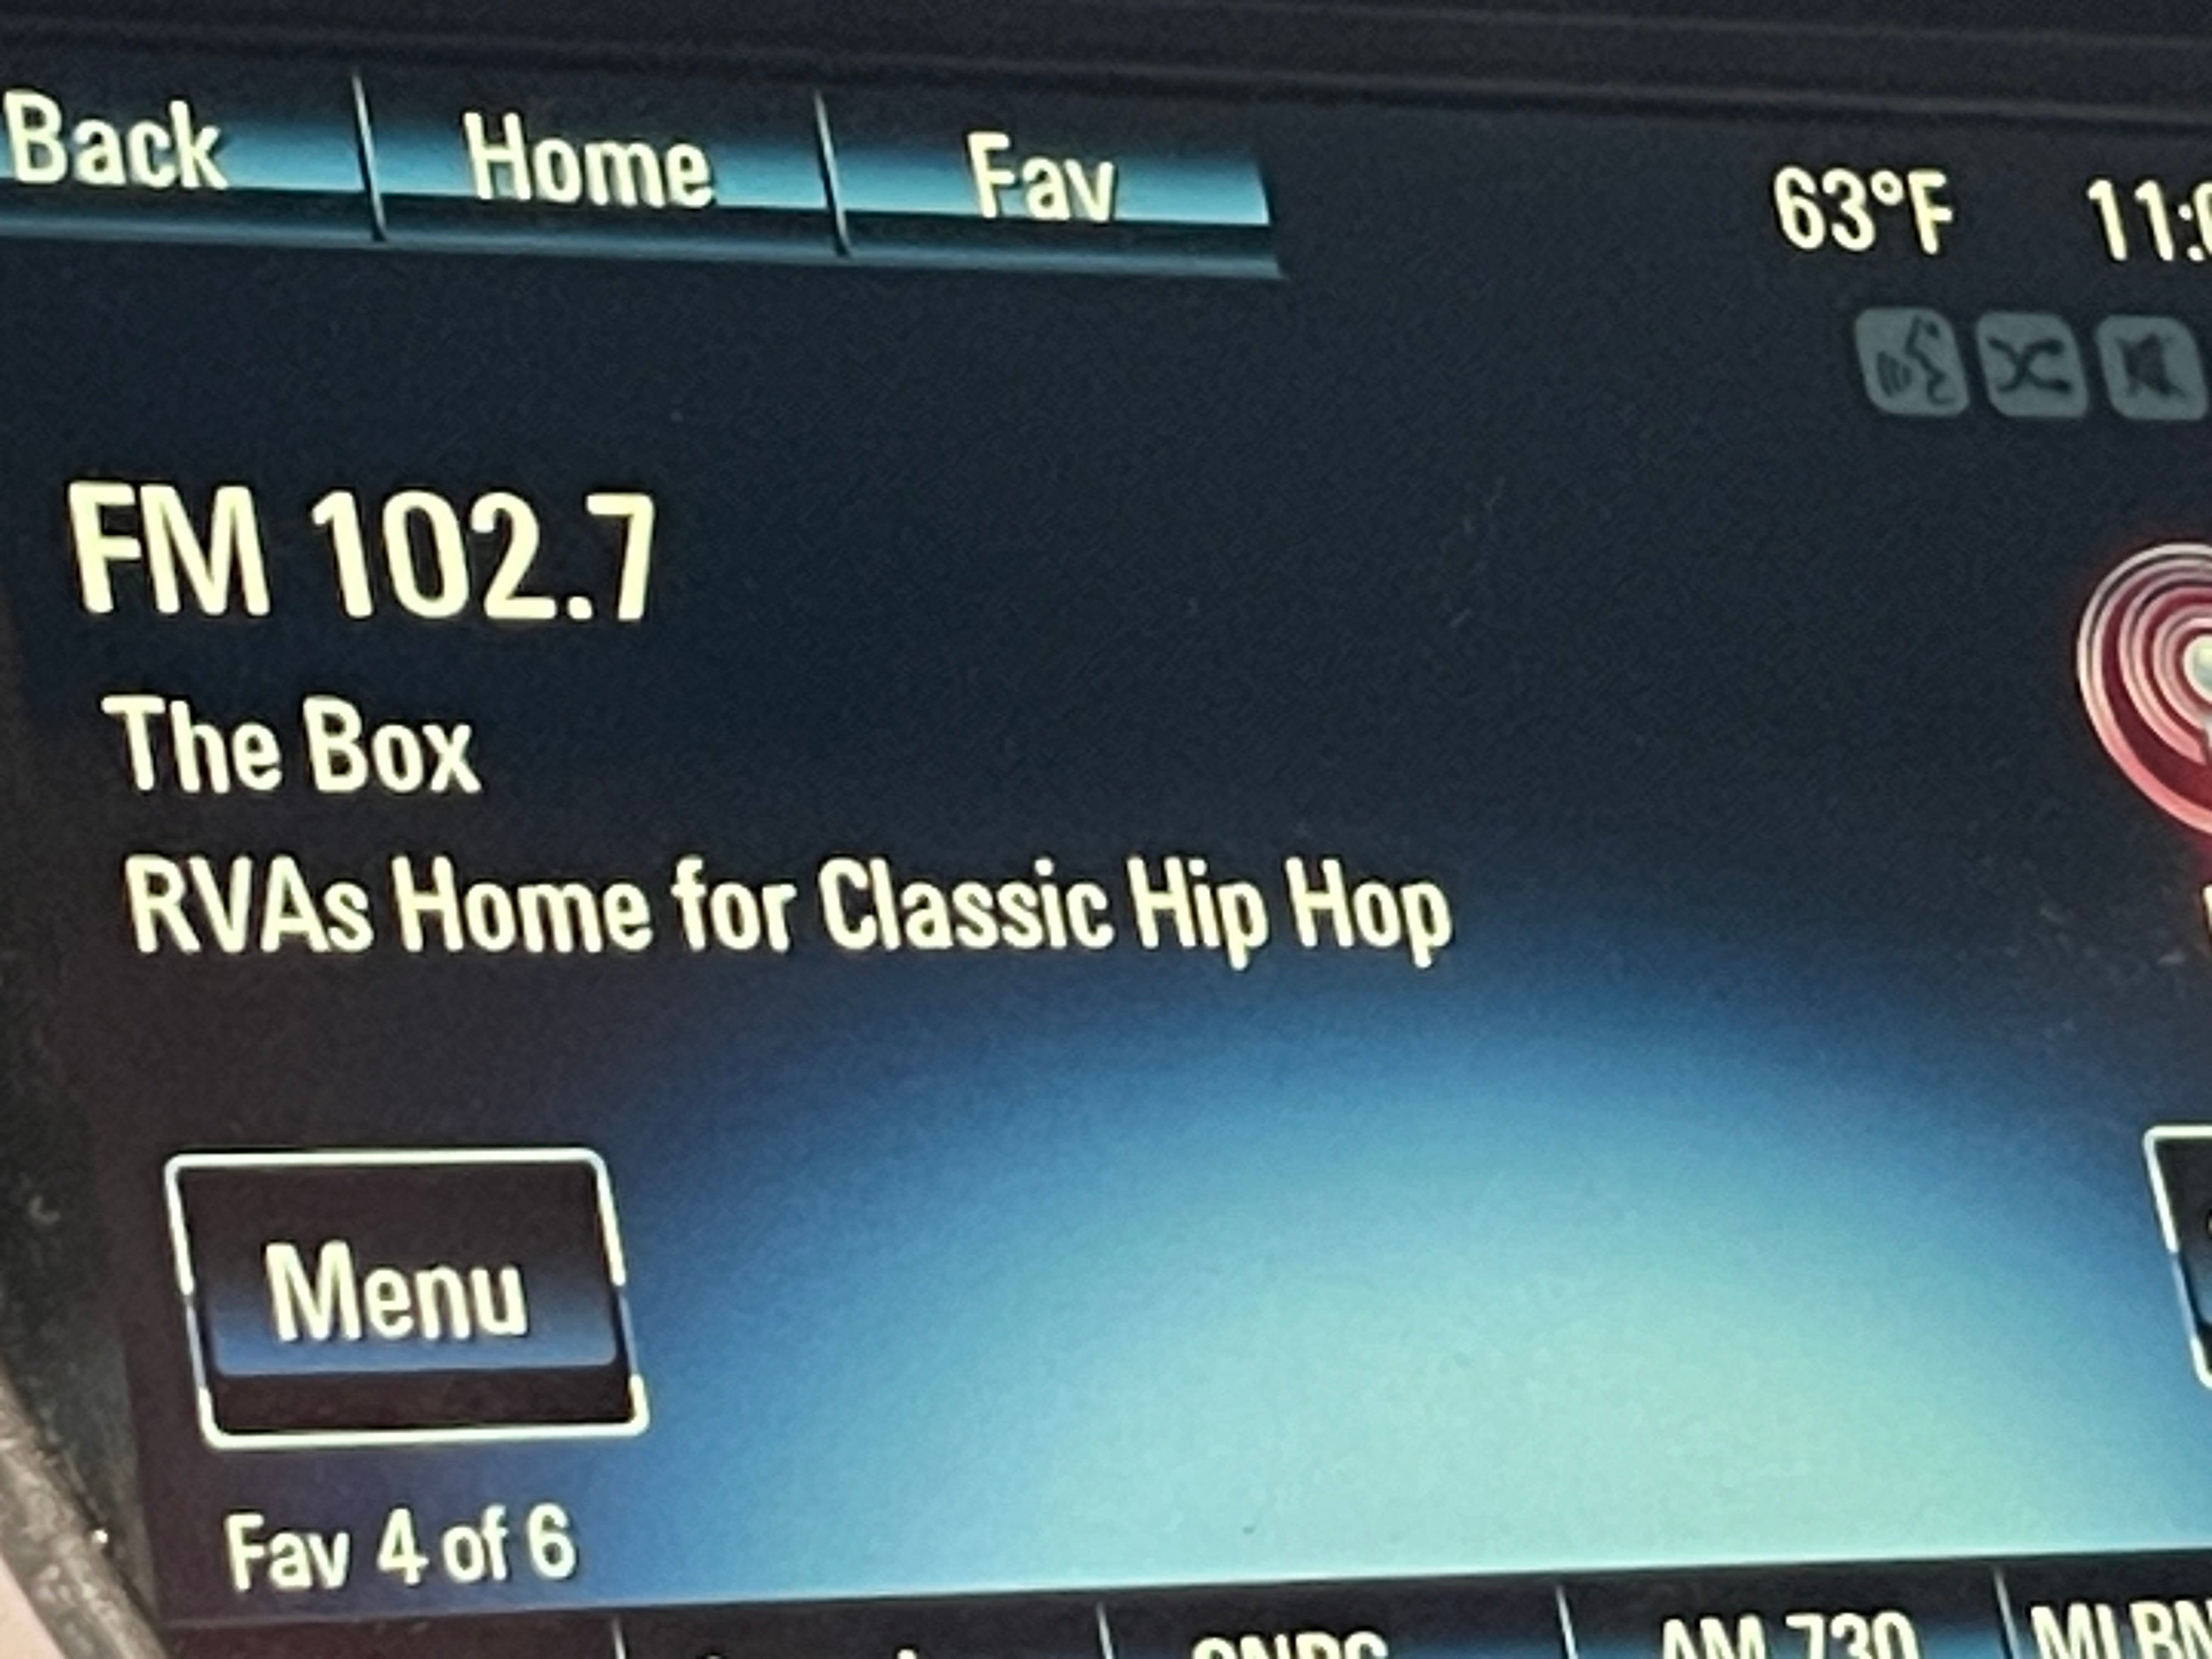 Back Home Fav 63°F
FM 102.7
The Box
RVAs Home for Classic Hip Hop
Menu
Fav 4 of 6
CNBC AM 730